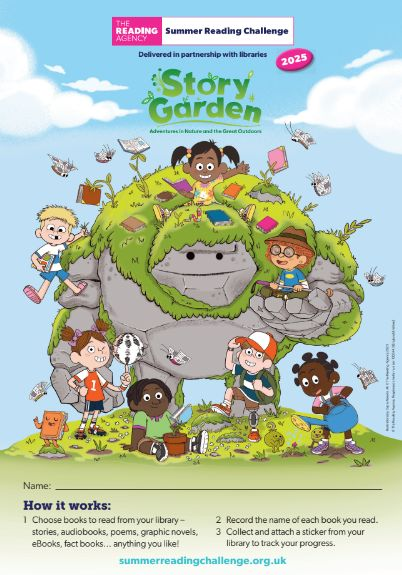 THE
READING
AGENCY
Summer Reading Challenge
Delivered in partnership with libraries
2025
Story
Garden
Adventures in Nature and the Great Outdoors
1
Name:
How it works:
1 Choose books to read from your library –
stories, audiobooks, poems, graphic novels,
eBooks, fact books... anything you like!
2 Record the name of each book you read.
3 Collect and attach a sticker from your
library to track your progress.
summerreadingchallenge.org.uk